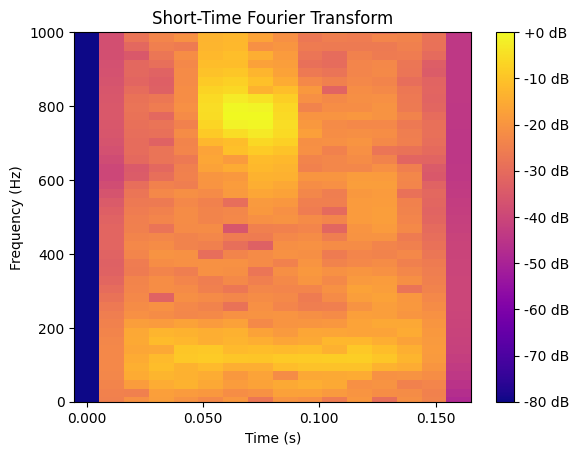 Short-Time Fourier Transform
Frequency (Hz)
1000
800
600
400
200
0
0.000
0.050
0.100
0.150
Time (s)
+0 dB
-10 dB
-20 dB
-30 dB
-40 dB
-50 dB
-60 dB
-70 dB
-80 dB